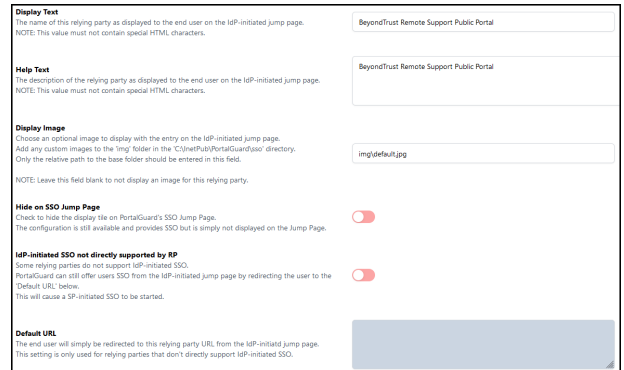 Display Text
The name of this relying party as displayed to the end user on the IdP-initiated jump page.
NOTE: This value must not contain special HTML characters.
BeyondTrust Remote Support Public Portal
Help Text
The description of the relying party as displayed to the end user on the IdP-initiated jump page.
NOTE: This value must not contain special HTML characters.
BeyondTrust Remote Support Public Portal
Display Image
Choose an optional image to display with the entry on the IdP-initiated jump page.
Add any custom images to the 'img' folder in the 'C:\InetPub\PortalGuard\sso' directory.
Only the relative path to the base folder should be entered in this field.
NOTE: Leave this field blank to not display an image for this relying party.
img\default.jpg
Hide on SSO Jump Page
Check to hide the display tile on PortalGuard's SSO Jump Page.
The configuration is still available and provides SSO but is simply not displayed on the Jump Page.
IdP-initiated SSO not directly supported by RP
Some relying parties do not support IdP-initiated SSO.
PortalGuard can still offer users SSO from the IdP-initiated jump page by redirecting the user to the
'Default URL' below.
This will cause a SP-initiated SSO to be started.
Default URL
The end user will simply be redirected to this relying party URL from the IdP-initiatd jump page.
This setting is only used for relying parties that don't directly support IdP-initiated SSO.